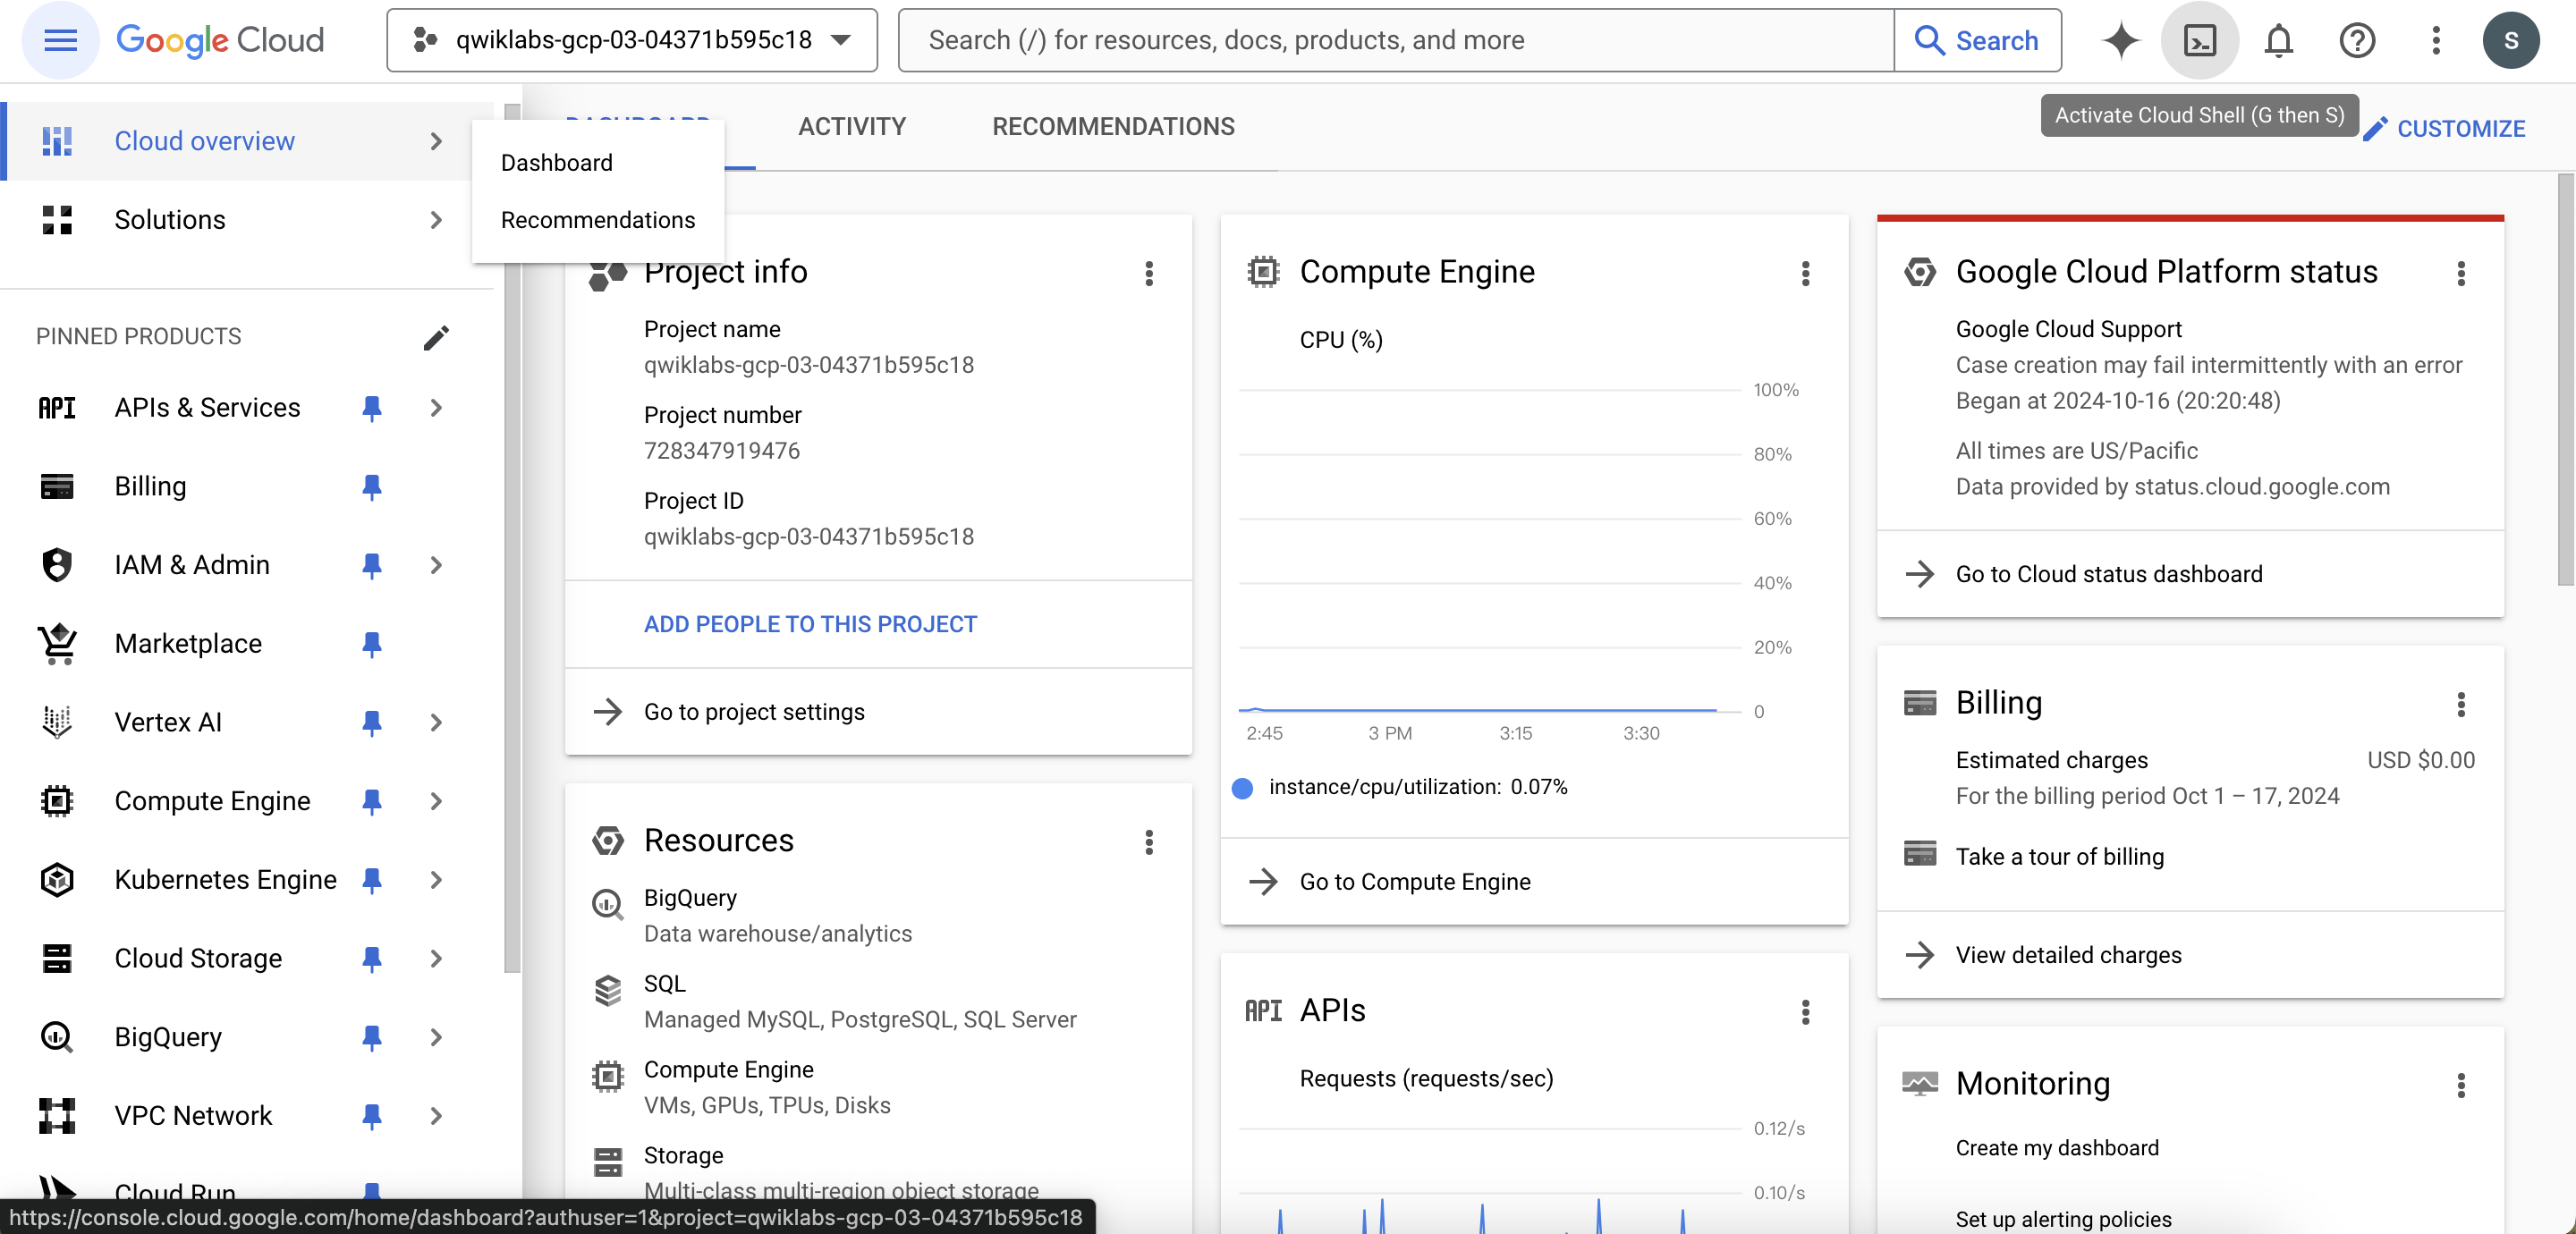 Google Cloud
qwiklabs-gcp-03-04371b595c18
Search (/) for resources, docs, products, and more
Search
S
Activate Cloud Shell (G then S)
Cloud overview
Solutions
PINNED PRODUCTS
API
APIs & Services
Billing
IAM & Admin
Marketplace
Vertex AI
Compute Engine
Kubernetes Engine
Cloud Storage
BigQuery
VPC Network
Cloud Run
Dashboard
Recommendations
DASHBOARD
ACTIVITY
RECOMMENDATIONS
CUSTOMIZE
Project info
Project name
qwiklabs-gcp-03-04371b595c18
Project number
728347919476
Project ID
qwiklabs-gcp-03-04371b595c18
ADD PEOPLE TO THIS PROJECT
Go to project settings
Resources
BigQuery
Data warehouse/analytics
SQL
Managed MySQL, PostgreSQL, SQL Server
Compute Engine
VMs, GPUs, TPUs, Disks
Storage
Multi-class multi-region object storage
Compute Engine
CPU (%)
100%
80%
60%
40%
20%
0
2:45 3 PM 3:15 3:30
instance/cpu/utilization: 0.07%
Go to Compute Engine
API APIs
Requests (requests/sec)
0.12/s
0.10/s
Google Cloud Platform status
Google Cloud Support
Case creation may fail intermittently with an error
Began at 2024-10-16 (20:20:48)
All times are US/Pacific
Data provided by status.cloud.google.com
Go to Cloud status dashboard
Billing
Estimated charges USD $0.00
For the billing period Oct 1 – 17, 2024
Take a tour of billing
View detailed charges
Monitoring
Create my dashboard
Set up alerting policies
https://console.cloud.google.com/home/dashboard?authuser=1&project=qwiklabs-gcp-03-04371b595c18